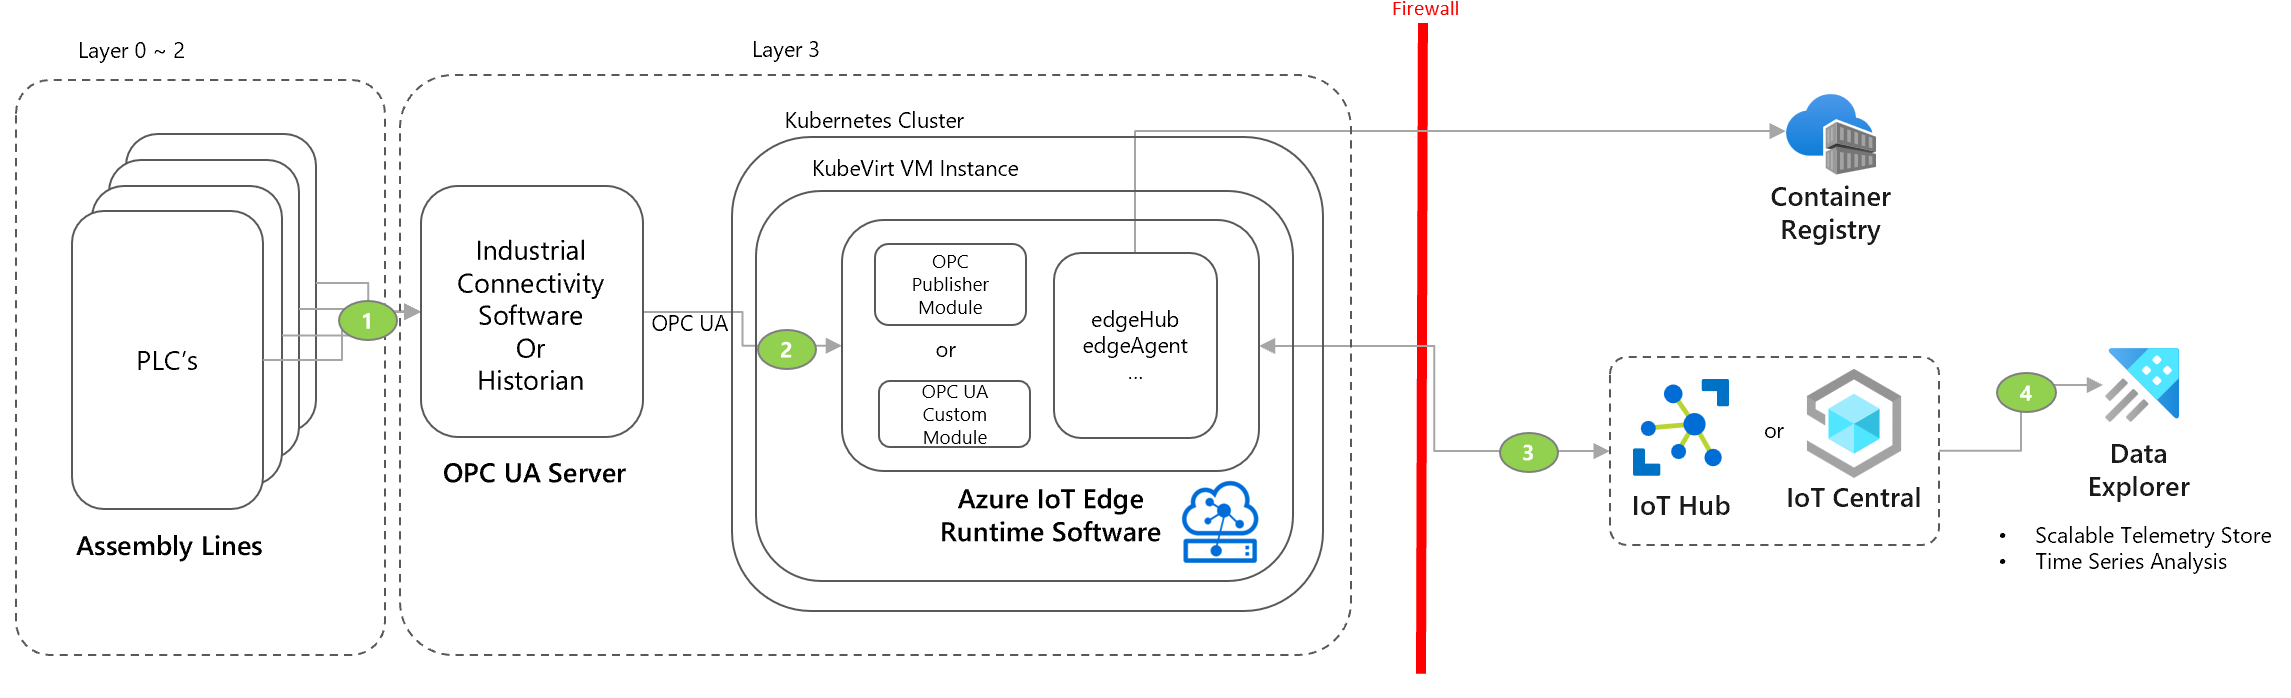 Firewall
Layer 0 ~ 2
Layer 3
Kubernetes Cluster
KubeVirt VM Instance
PLC's
Assembly Lines
1
Industrial
Connectivity
Software
Or
Historian
OPC UA Server
OPC UA
2
OPC
Publisher
Module
or
OPC UA
Custom
Module
edgeHub
edgeAgent
...
Azure IoT Edge
Runtime Software
Container
Registry
3
IoT Hub
or
IoT Central
4
Data
Explorer
• Scalable Telemetry Store
• Time Series Analysis